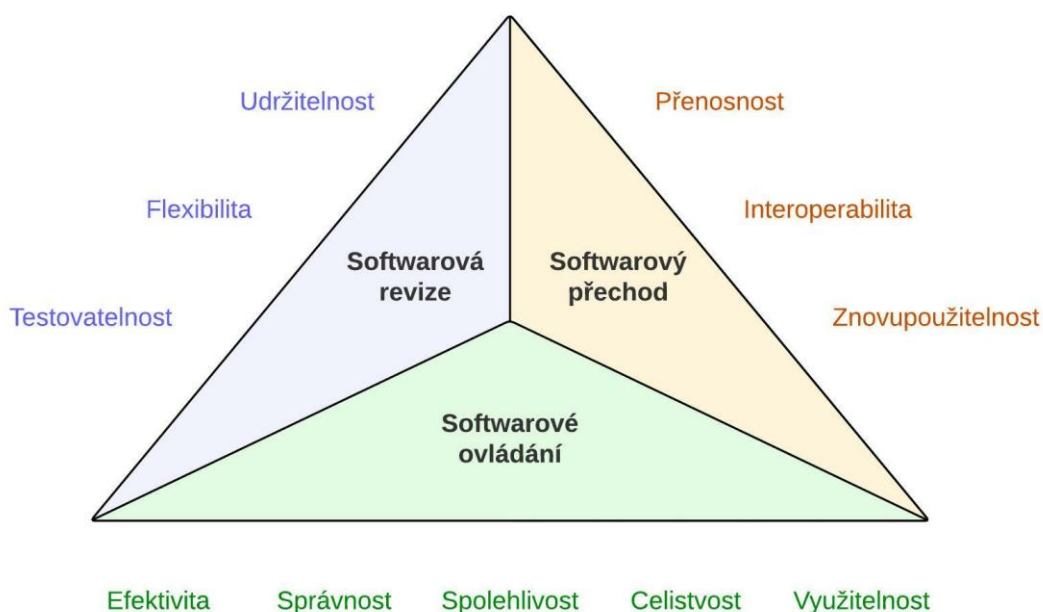 Udržitelnost
Přenosnost
Flexibilita
Interoperabilita
Softwarová
revize
Softwarový
přechod
Testovatelnost
Znovupoužitelnost
Softwarové
ovládání
Efektivita
Správnost
Spolehlivost
Celistvost
Využitelnost